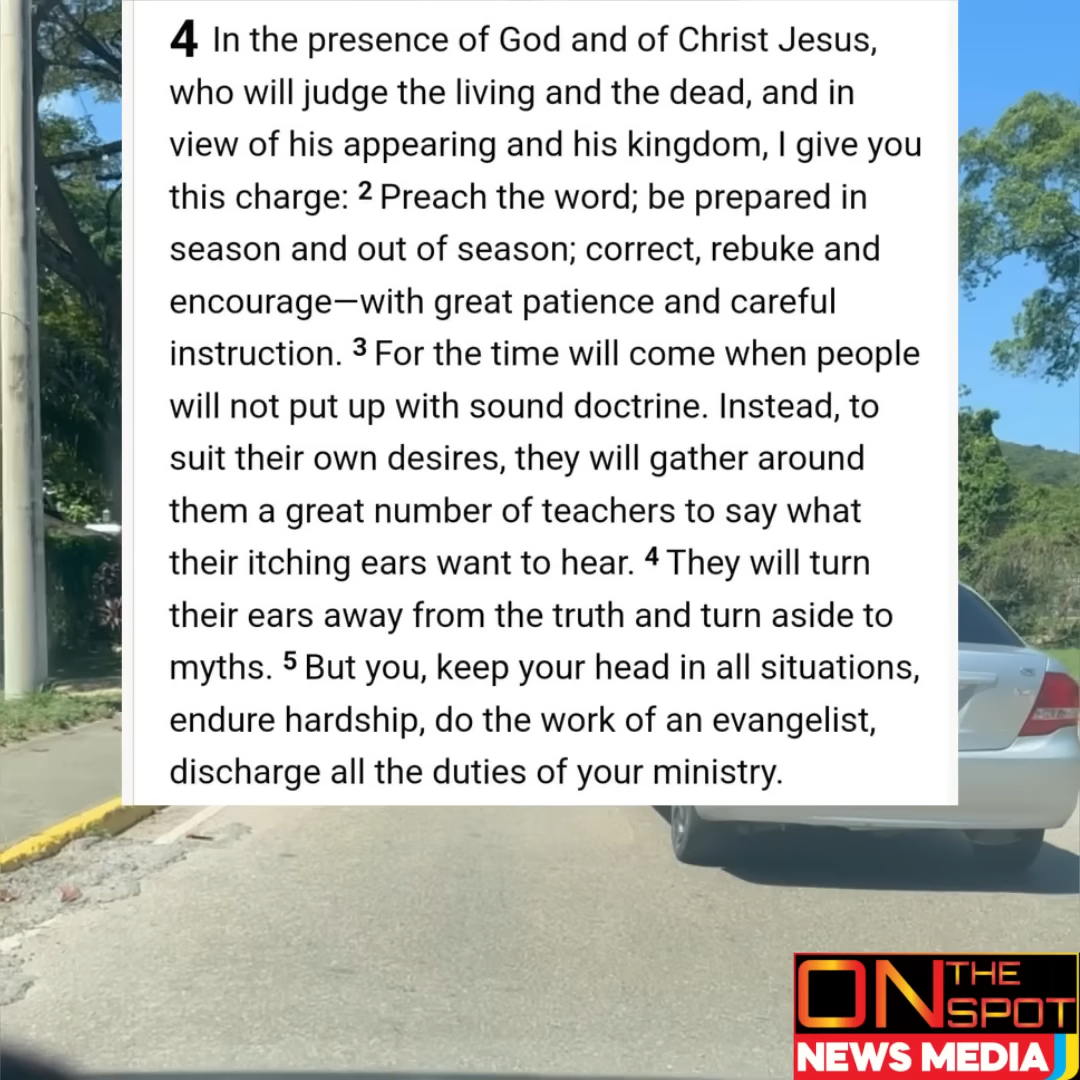 4 In the presence of God and of Christ Jesus,
who will judge the living and the dead, and in
view of his appearing and his kingdom, I give you
this charge: 2 Preach the word; be prepared in
season and out of season; correct, rebuke and
encourage—with great patience and careful
instruction. 3 For the time will come when people
will not put up with sound doctrine. Instead, to
suit their own desires, they will gather around
them a great number of teachers to say what
their itching ears want to hear. 4 They will turn
their ears away from the truth and turn aside to
myths. 5 But you, keep your head in all situations,
endure hardship, do the work of an evangelist,
discharge all the duties of your ministry.
ON THE SPOT
NEWS MEDIA